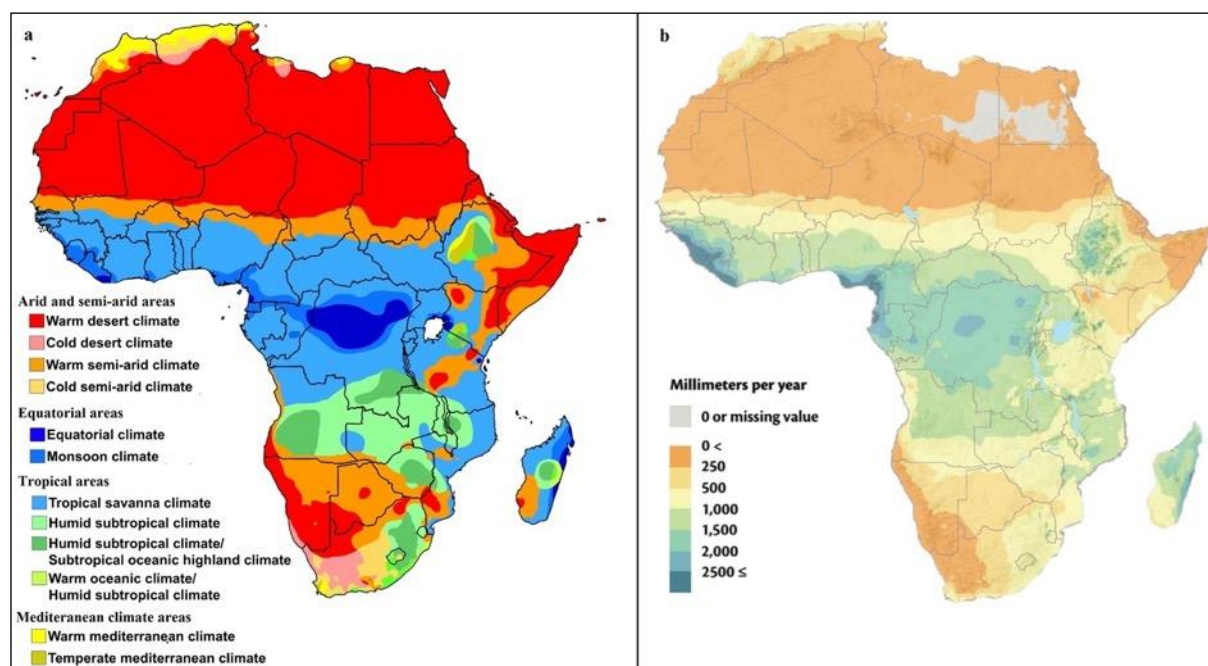 a
Arid and semi-arid areas
Warm desert climate
Cold desert climate
Warm semi-arid climate
Cold semi-arid climate
Equatorial areas
Equatorial climate
Monsoon climate
Tropical areas
Tropical savanna climate
Humid subtropical climate
Humid subtropical climate/
Subtropical oceanic highland climate
Warm oceanic climate/
Humid subtropical climate
Mediteranean climate areas
Warm mediterranean climate
Temperate mediterranean climate
b
Millimeters per year
0 or missing value
0 <
250
500
1,000
1,500
2,000
2500 ≤